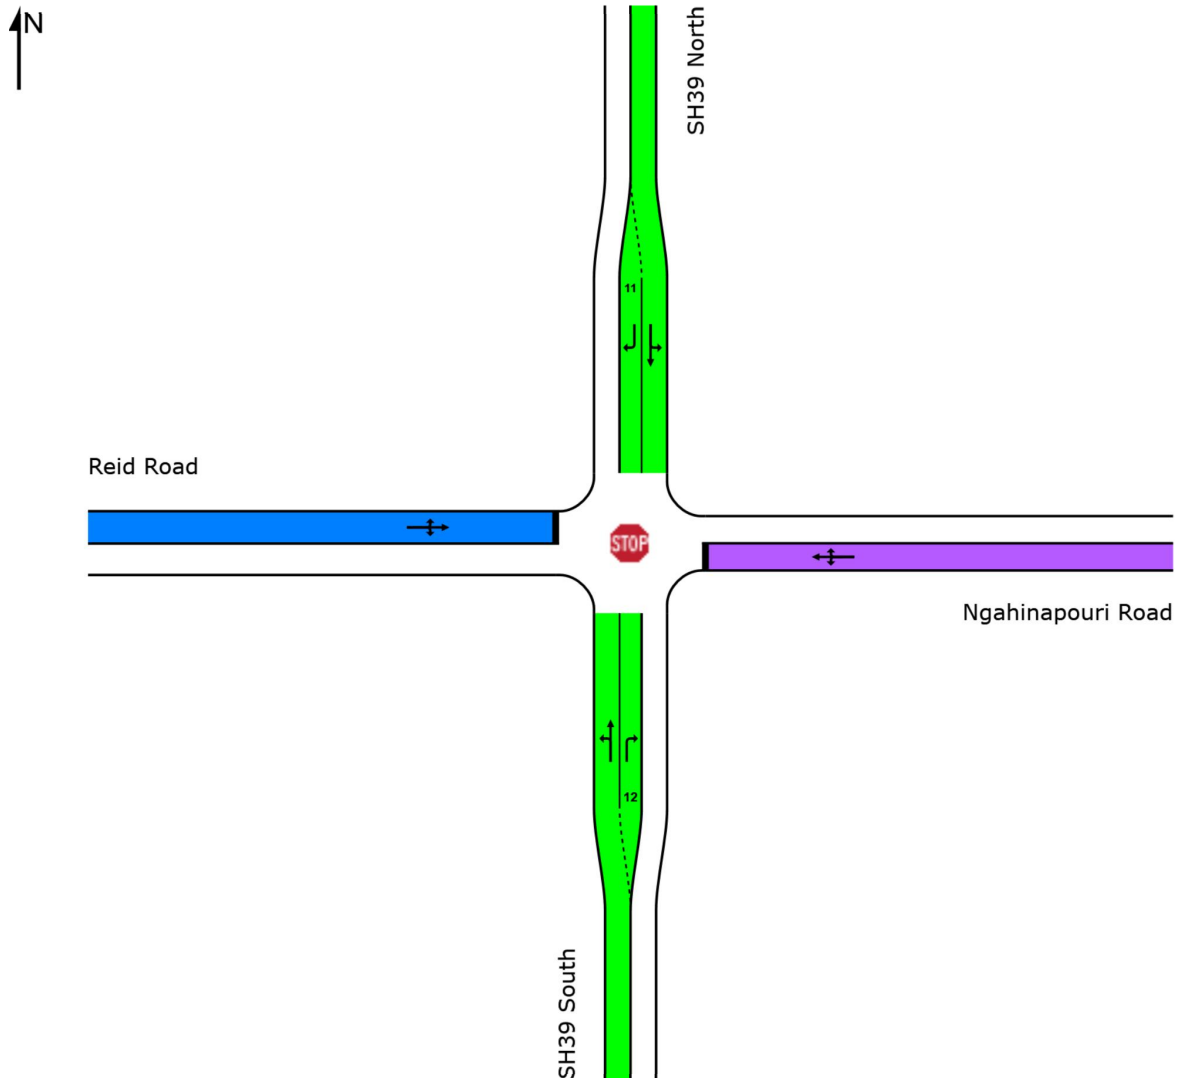 N
SH39 North
11
Reid Road
STOP
Ngahinapouri Road
12
SH39 South